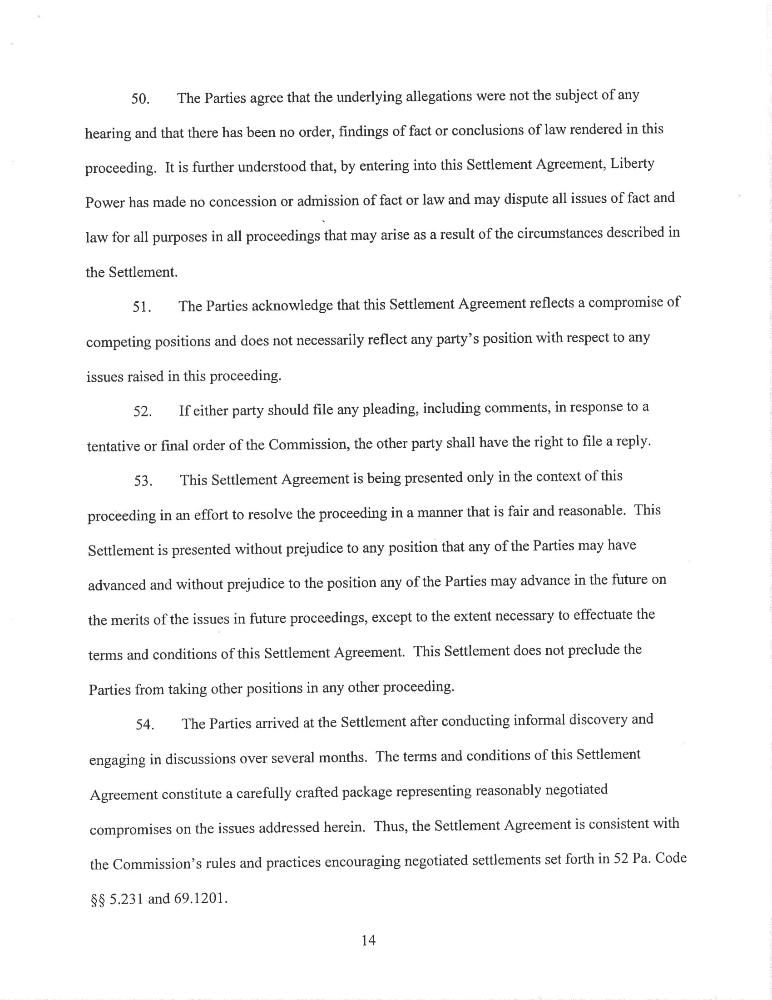 50. The Parties agree that the underlying allegations were not the subject of any
hearing and that there has been no order, findings of fact or conclusions of law rendered in this
proceeding. It is further understood that, by entering into this Settlement Agreement, Liberty
Power has made no concession or admission of fact or law and may dispute all issues of fact and
law for all purposes in all proceedings that may arise as a result of the circumstances described in
the Settlement.
51. The Parties acknowledge that this Settlement Agreement reflects a compromise of
competing positions and does not necessarily reflect any party’s position with respect to any
issues raised in this proceeding.
52. If either party should file any pleading, including comments, in response to a
tentative or final order of the Commission, the other party shall have the right to file a reply.
53. This Settlement Agreement is being presented only in the context of this
proceeding in an effort to resolve the proceeding in a manner that is fair and reasonable. This
Settlement is presented without prejudice to any position that any of the Parties may have
advanced and without prejudice to the position any of the Parties may advance in the future on
the merits of the issues in future proceedings, except to the extent necessary to effectuate the
terms and conditions of this Settlement Agreement. This Settlement does not preclude the
Parties from taking other positions in any other proceeding.
54. The Parties arrived at the Settlement after conducting informal discovery and
engaging in discussions over several months. The terms and conditions of this Settlement
Agreement constitute a carefully crafted package representing reasonably negotiated
compromises on the issues addressed herein. Thus, the Settlement Agreement is consistent with
the Commission’s rules and practices encouraging negotiated settlements set forth in 52 Pa. Code
§§ 5.231 and 69.1201.
14